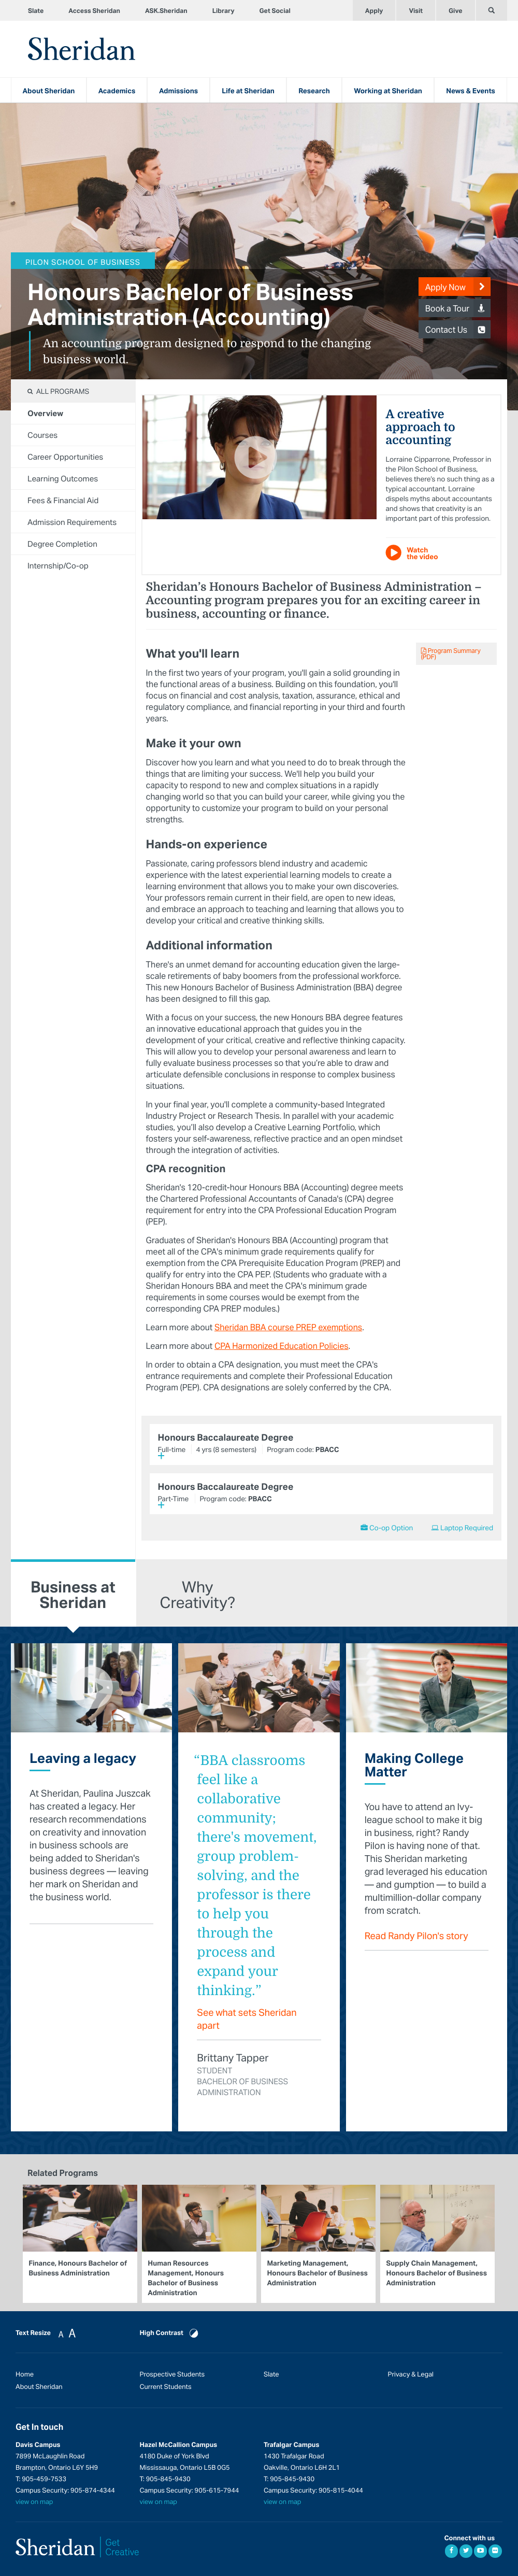 Slate
Access Sheridan
ASK.Sheridan
Library
Get Social
Apply
Visit
Give
Sheridan
About Sheridan
Academics
Admissions
Life at Sheridan
Research
Working at Sheridan
News & Events
PILON SCHOOL OF BUSINESS
Honours Bachelor of Business
Administration (Accounting)
An accounting program designed to respond to the changing
business world.
Apply Now
Book a Tour
Contact Us
ALL PROGRAMS
Overview
Courses
Career Opportunities
Learning Outcomes
Fees & Financial Aid
Admission Requirements
Degree Completion
Internship/Co-op
A creative
approach to
accounting
Lorraine Cipparrone, Professor in
the Pilon School of Business,
believes there's no such thing as a
typical accountant. Lorraine
dispels myths about accountants
and shows that creativity is an
important part of this profession.
Watch
the video
Sheridan's Honours Bachelor of Business Administration –
Accounting program prepares you for an exciting career in
business, accounting or finance.
Program Summary
(PDF)
What you'll learn
In the first two years of your program, you'll gain a solid grounding in
the functional areas of a business. Building on this foundation, you'll
focus on financial and cost analysis, taxation, assurance, ethical and
regulatory compliance, and financial reporting in your third and fourth
years.
Make it your own
Discover how you learn and what you need to do to break through the
things that are limiting your success. We'll help you build your
capacity to respond to new and complex situations in a rapidly
changing world so that you can build your career, while giving you the
opportunity to customize your program to build on your personal
strengths.
Hands-on experience
Passionate, caring professors blend industry and academic
experience with the latest experiential learning models to create a
learning environment that allows you to make your own discoveries.
Your professors remain current in their field, are open to new ideas,
and embrace an approach to teaching and learning that allows you to
develop your critical and creative thinking skills.
Additional information
There's an unmet demand for accounting education given the large-
scale retirements of baby boomers from the professional workforce.
This new Honours Bachelor of Business Administration (BBA) degree
has been designed to fill this gap.
With a focus on your success, the new Honours BBA degree features
an innovative educational approach that guides you in the
development of your critical, creative and reflective thinking capacity.
This will allow you to develop your personal awareness and learn to
fully evaluate business processes so that you're able to draw and
articulate defensible conclusions in response to complex business
situations.
In your final year, you'll complete a community-based Integrated
Industry Project or Research Thesis. In parallel with your academic
studies, you'll also develop a Creative Learning Portfolio, which
fosters your self-awareness, reflective practice and open mindset
through the integration of activities.
CPA recognition
Sheridan's 120-credit-hour Honours BBA (Accounting) degree meets
the Chartered Professional Accountants of Canada's (CPA) degree
requirement for entry into the CPA Professional Education Program
(PEP).
Graduates of Sheridan's Honours BBA (Accounting) program that
meet all of the CPA's minimum grade requirements qualify for
exemption from the CPA Prerequisite Education Program (PREP) and
qualify for entry into the CPA PEP. (Students who graduate with a
Sheridan Honours BBA and meet the CPA's minimum grade
requirements in some courses would be exempt from the
corresponding CPA PREP modules.)
Learn more about Sheridan BBA course PREP exemptions.
Learn more about CPA Harmonized Education Policies.
In order to obtain a CPA designation, you must meet the CPA's
entrance requirements and complete their Professional Education
Program (PEP). CPA designations are solely conferred by the CPA.
Honours Baccalaureate Degree
Full-time 4 yrs (8 semesters) Program code: PBACC
Honours Baccalaureate Degree
Part-Time Program code: PBACC
Co-op Option
Laptop Required
Business at
Sheridan
Why
Creativity?
Leaving a legacy
At Sheridan, Paulina Juszczak
has created a legacy. Her
research recommendations
on creativity and innovation
in business schools are
being added to Sheridan's
business degrees — leaving
her mark on Sheridan and
the business world.
“BBA classrooms
feel like a
collaborative
community;
there's movement,
group problem-
solving, and the
professor is there
to help you
through the
process and
expand your
thinking.”
See what sets Sheridan
apart
Brittany Tapper
STUDENT
BACHELOR OF BUSINESS
ADMINISTRATION
Making College
Matter
You have to attend an Ivy-
league school to make it big
in business, right? Randy
Pilon is having none of that.
This Sheridan marketing
grad leveraged his education
— and gumption — to build a
multimillion-dollar company
from scratch.
Read Randy Pilon's story
Related Programs
Finance, Honours Bachelor of
Business Administration
Human Resources
Management, Honours
Bachelor of Business
Administration
Marketing Management,
Honours Bachelor of Business
Administration
Supply Chain Management,
Honours Bachelor of Business
Administration
Text Resize A A
High Contrast
Home
About Sheridan
Prospective Students
Current Students
Slate
Privacy & Legal
Get In touch
Davis Campus
7899 McLaughlin Road
Brampton, Ontario L6Y 5H9
T: 905-459-7533
Campus Security: 905-874-4344
view on map
Hazel McCallion Campus
4180 Duke of York Blvd
Mississauga, Ontario L5B 0G5
T: 905-845-9430
Campus Security: 905-615-7944
view on map
Trafalgar Campus
1430 Trafalgar Road
Oakville, Ontario L6H 2L1
T: 905-845-9430
Campus Security: 905-815-4044
view on map
Sheridan
Get
Creative
Connect with us